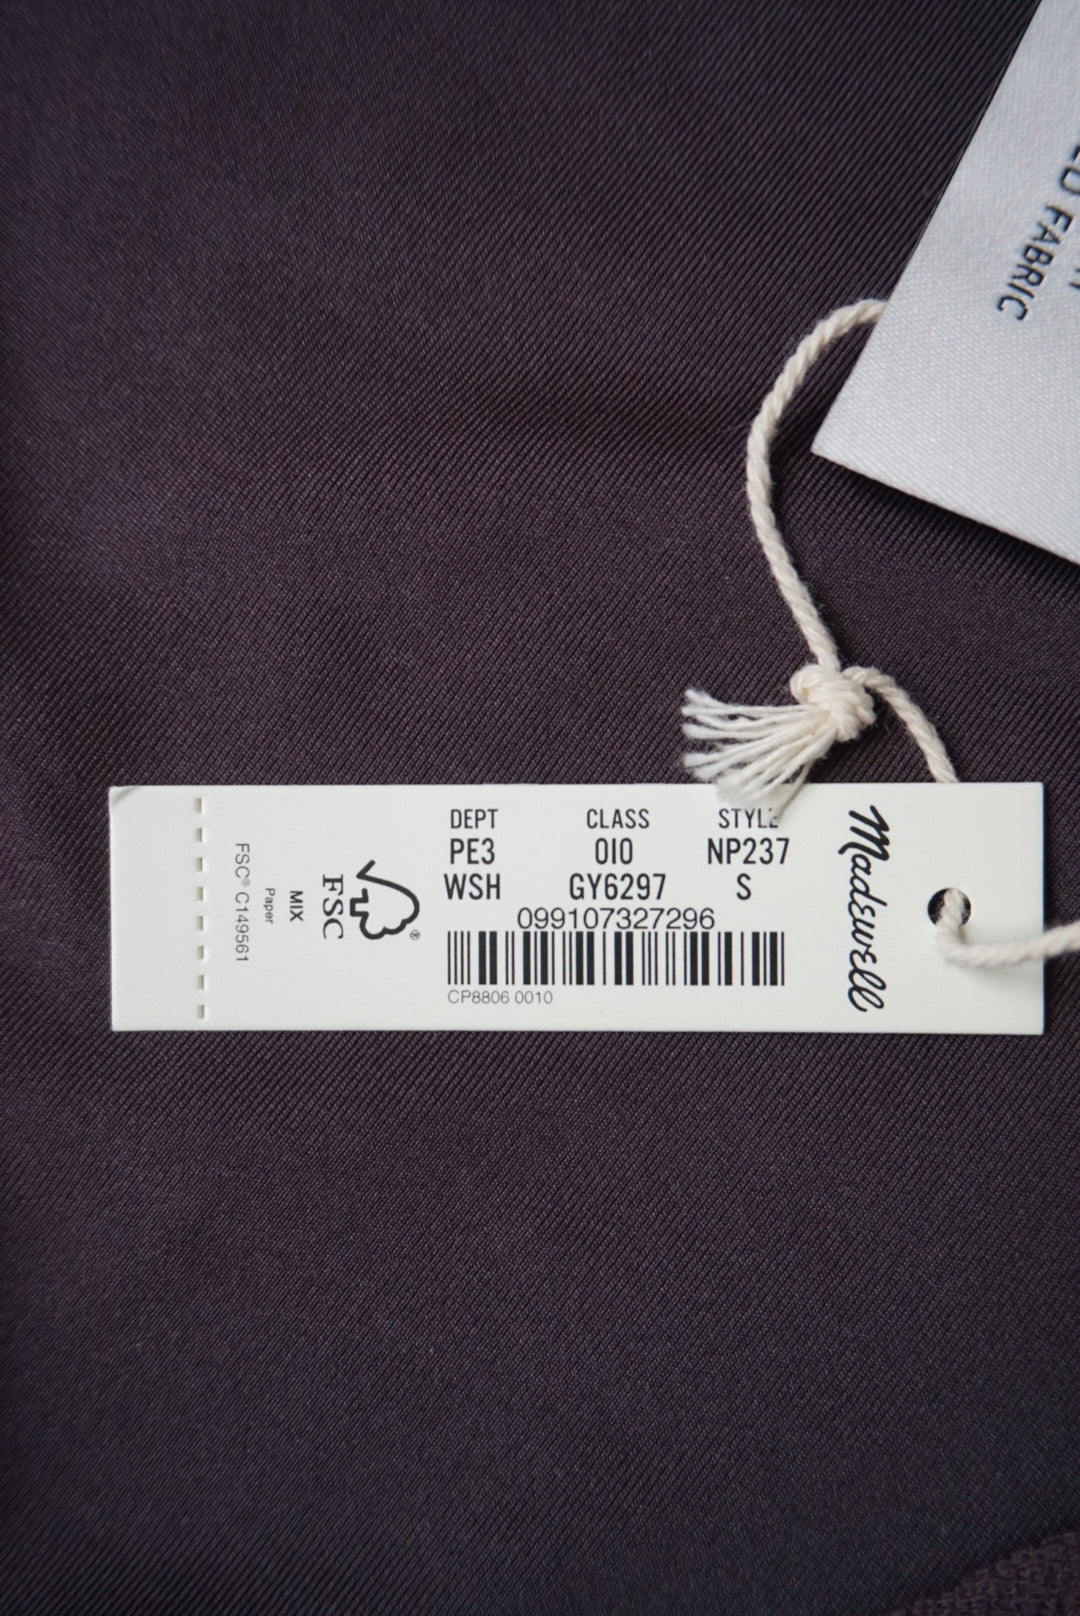 FABRIC
DEPT CLASS STYLE
PE3 010 NP237
WSH GY6297 S
099107327296
CP8806 0010
Madewell
FSC
®
MIX
Paper
FSC® C149561